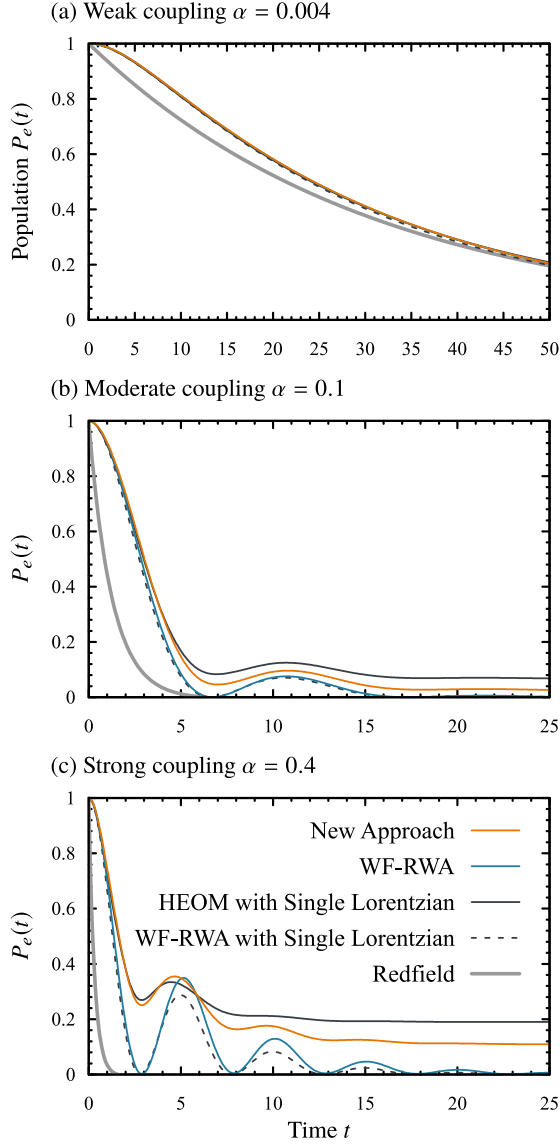 (a) Weak coupling α = 0.004
1
0.8
0.6
0.4
0.2
0
Population Pₑ(t)
0 5 10 15 20 25 30 35 40 45 50
(b) Moderate coupling α = 0.1
1
0.8
0.6
0.4
0.2
0
Pₑ(t)
0 5 10 15 20 25
(c) Strong coupling α = 0.4
1
0.8
0.6
0.4
0.2
0
Pₑ(t)
New Approach
WF-RWA
HEOM with Single Lorentzian
WF-RWA with Single Lorentzian
Redfield
0 5 10 15 20 25
Time t